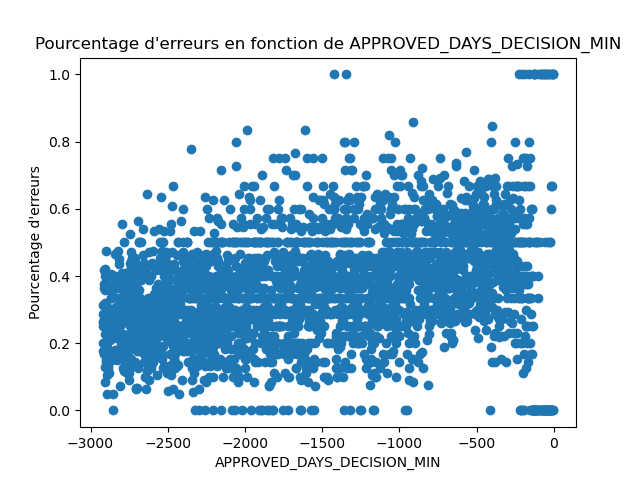 Pourcentage d'erreurs en fonction de APPROVED_DAYS_DECISION_MIN
1.0
0.8
0.6
0.4
0.2
0.0
Pourcentage d'erreurs
−3000 −2500 −2000 −1500 −1000 −500 0
APPROVED_DAYS_DECISION_MIN